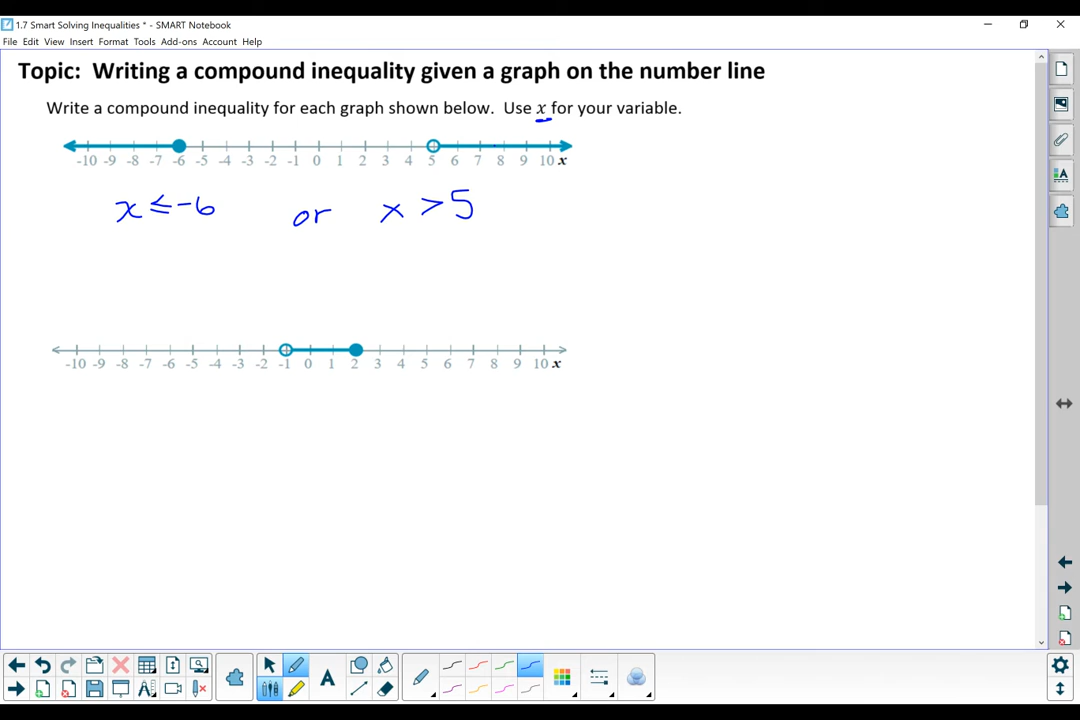 1.7 Smart Solving Inequalities * - SMART Notebook
File Edit View Insert Format Tools Add-ons Account Help
Topic: Writing a compound inequality given a graph on the number line
Write a compound inequality for each graph shown below. Use x for your variable.
-10 -9 -8 -7 -6 -5 -4 -3 -2 -1 0 1 2 3 4 5 6 7 8 9 10 x
x ≤ -6 or x > 5
-10 -9 -8 -7 -6 -5 -4 -3 -2 -1 0 1 2 3 4 5 6 7 8 9 10 x